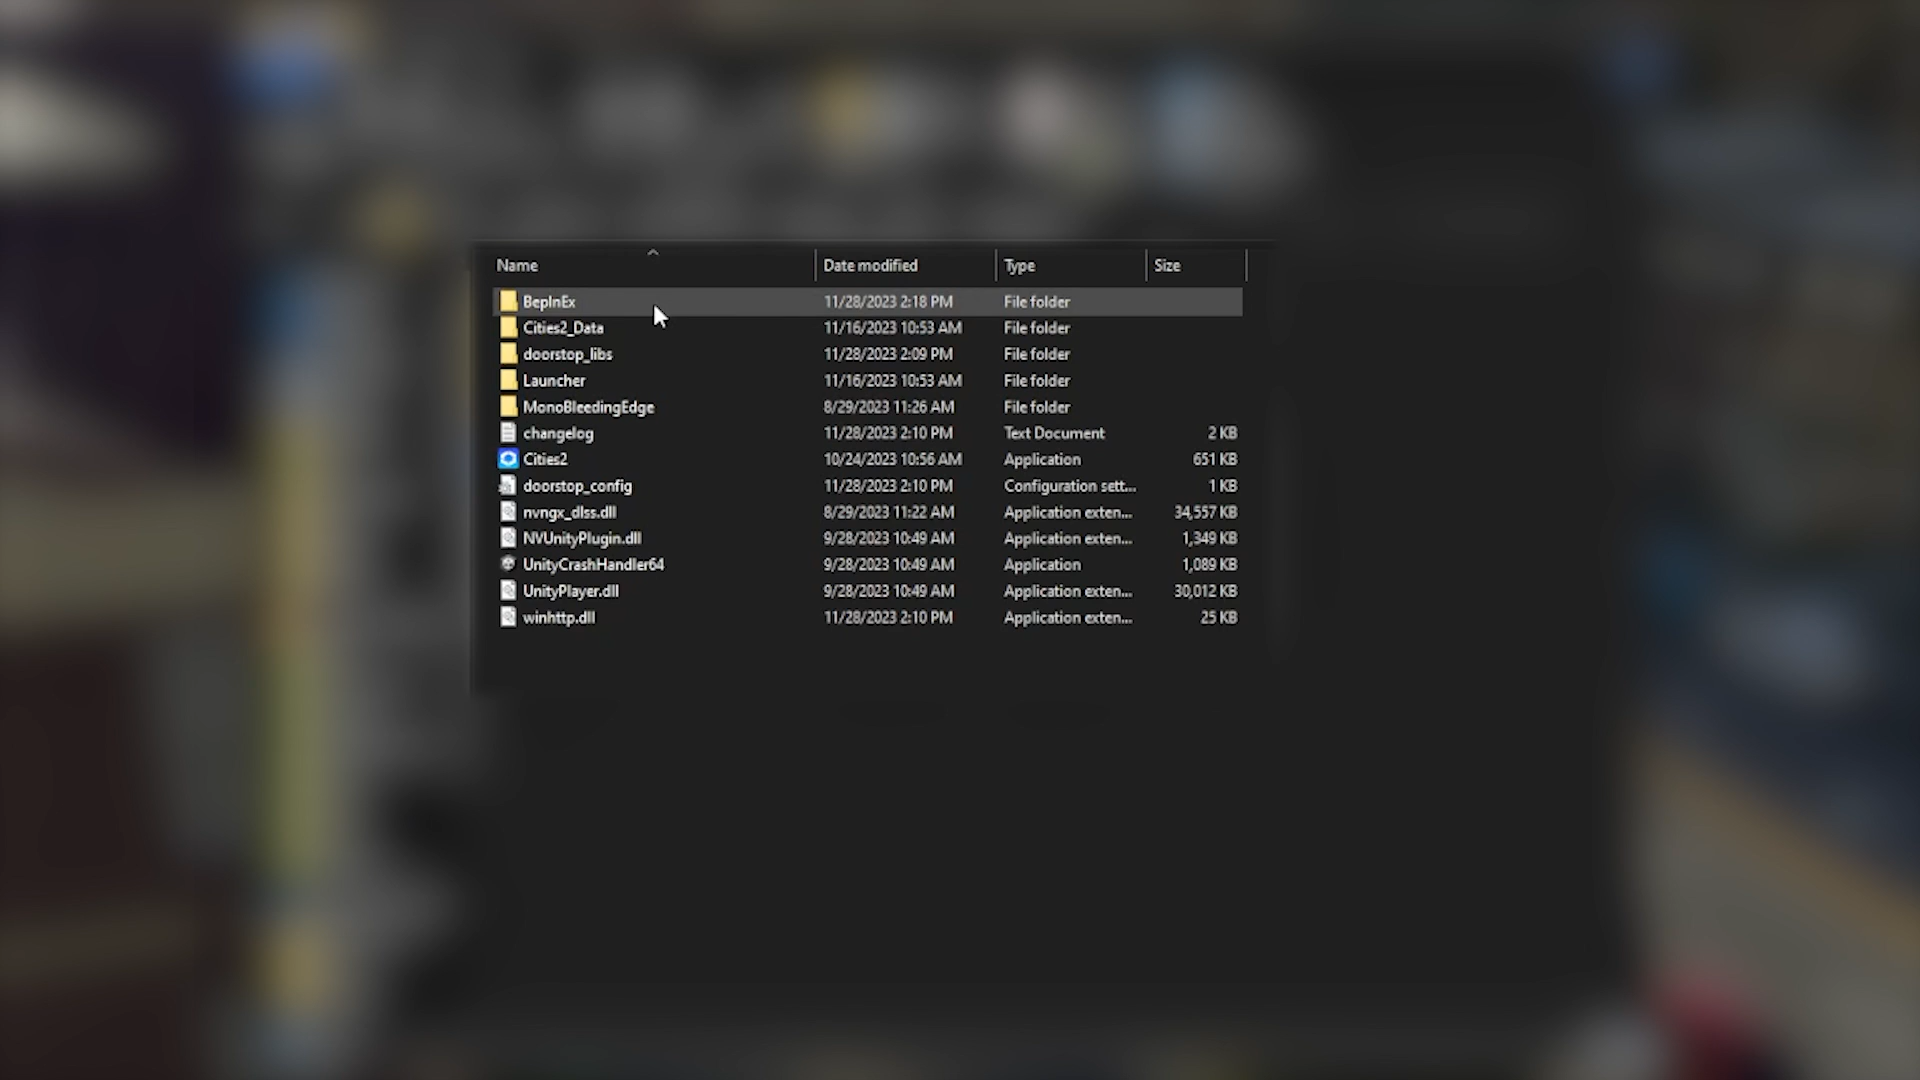 Name Date modified Type Size
BepInEx 11/28/2023 2:18 PM File folder
Cities2_Data 11/16/2023 10:53 AM File folder
doorstop_libs 11/28/2023 2:09 PM File folder
Launcher 11/16/2023 10:53 AM File folder
MonoBleedingEdge 8/29/2023 11:26 AM File folder
changelog 11/28/2023 2:10 PM Text Document 2 KB
Cities2 10/24/2023 10:56 AM Application 651 KB
doorstop_config 11/28/2023 2:10 PM Configuration sett... 1 KB
nvngx_dlss.dll 8/29/2023 11:22 AM Application exten... 34,557 KB
NVUnityPlugin.dll 9/28/2023 10:49 AM Application exten... 1,349 KB
UnityCrashHandler64 9/28/2023 10:49 AM Application 1,089 KB
UnityPlayer.dll 9/28/2023 10:49 AM Application exten... 30,012 KB
winhttp.dll 11/28/2023 2:10 PM Application exten... 25 KB